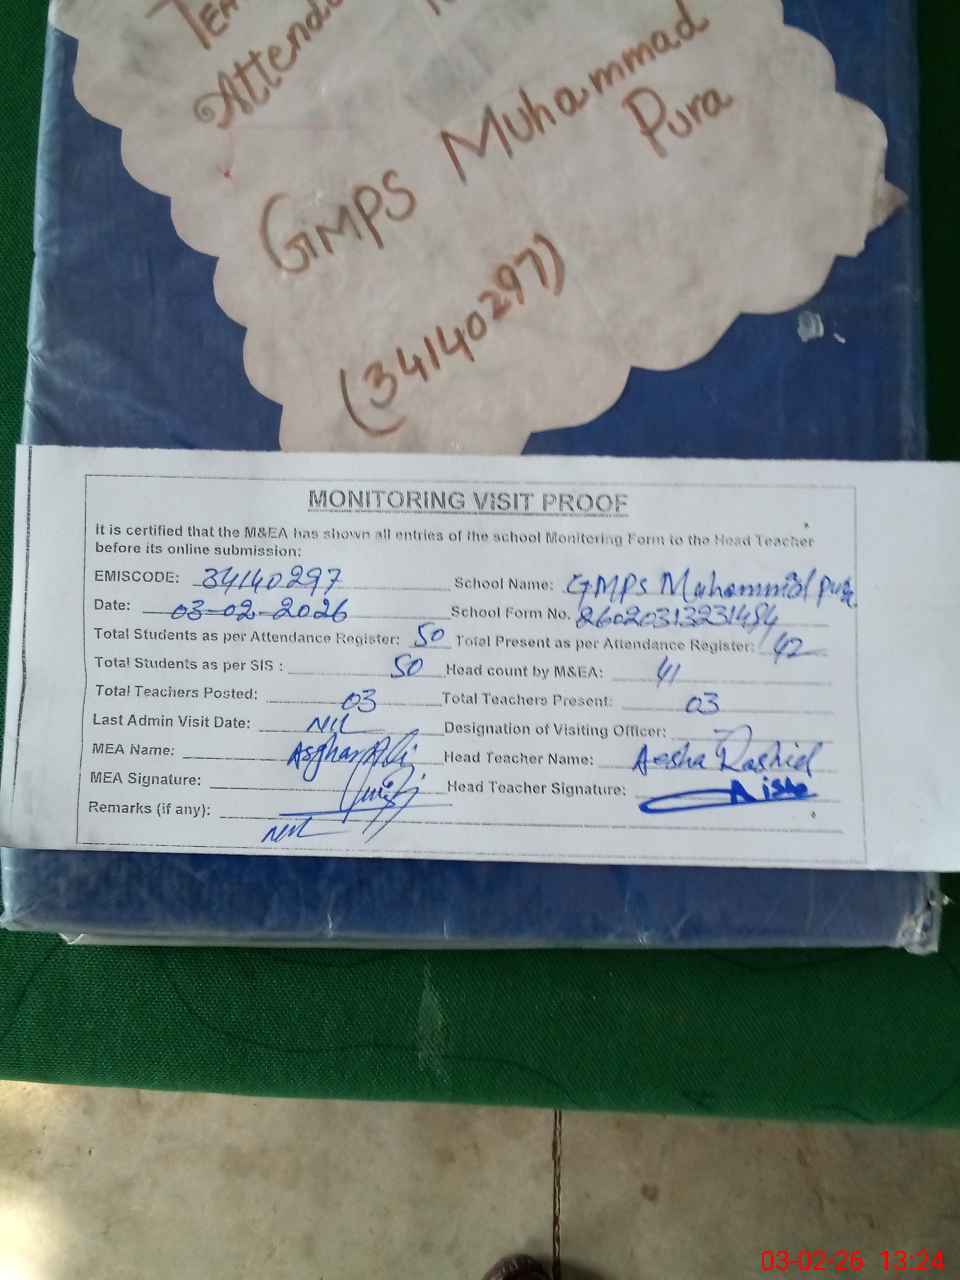 Attend
GMPS Muhammad
Pura
(34140297)
MONITORING VISIT PROOF
It is certified that the M&EA has shown all entries of the school Monitoring Form to the Head Teacher
before its online submission:
EMISCODE: 34140297 School Name: GMPS Muhammad Pura
Date: 03-02-2026 School Form No.
Total Students as per Attendance Register: 50 Total Present as per Attendance Register: 42
Total Students as per SIS : 50 Head count by M&EA: 41
Total Teachers Posted: 03 Total Teachers Present: 03
Last Admin Visit Date: NIL Designation of Visiting Officer:
MEA Name: Asghar Ali Head Teacher Name: Aesha Rashid
MEA Signature: Head Teacher Signature: Aisha
Remarks (if any): NIL
03-02-26 13:24